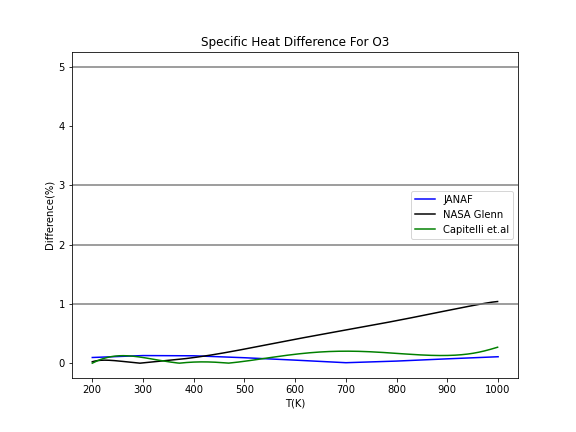 Specific Heat Difference For O3
Difference(%)
5
4
3
2
1
0
JANAF
NASA Glenn
Capitelli et.al
200 300 400 500 600 700 800 900 1000
T(K)